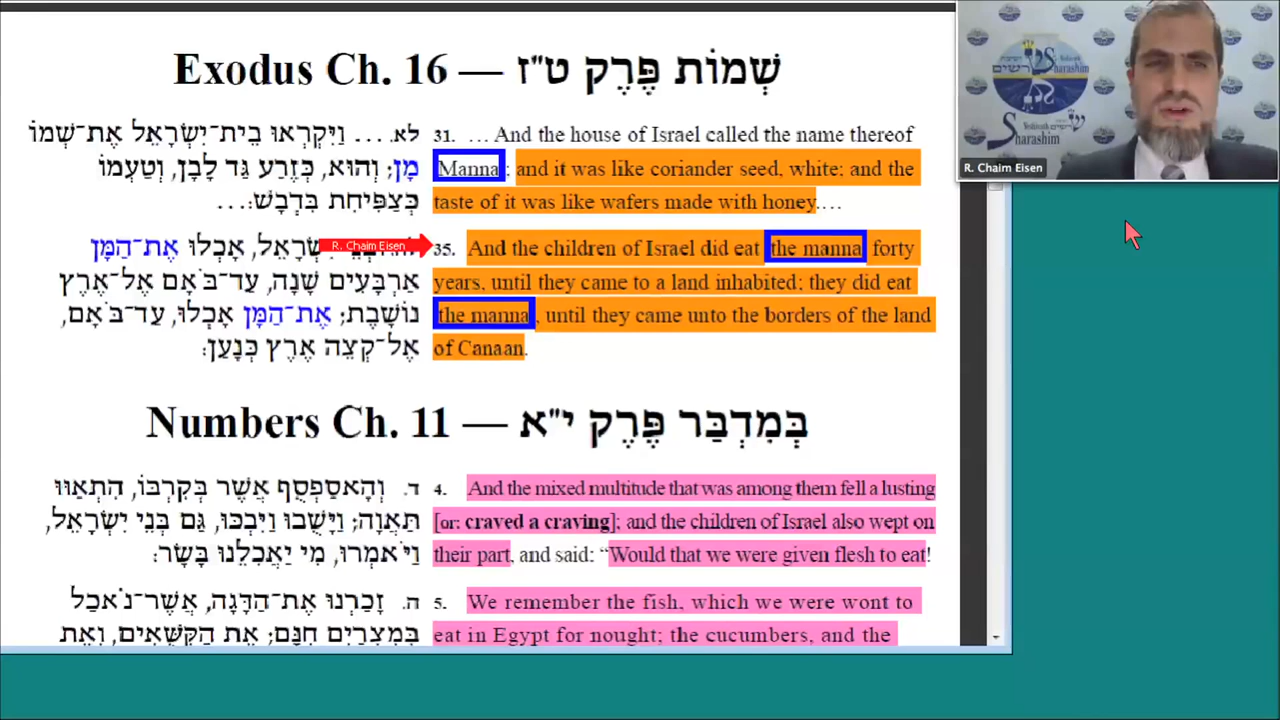 Exodus Ch. 16 — שְׁמוֹת פֶּרֶק ט"ז
לא. ... וַיִּקְרְאוּ בֵית־יִשְׂרָאֵל אֶת־שְׁמוֹ
מָן; וְהוּא, כְּזֶרַע גַּד לָבָן, וְטַעְמוֹ
כְּצַפִּיחִת בִּדְבָשׁ:...
31. ... And the house of Israel called the name thereof
Manna; and it was like coriander seed, white; and the
taste of it was like wafers made with honey....
יִשְׂרָאֵל, אָכְלוּ אֶת־הַמָּן
אַרְבָּעִים שָׁנָה, עַד־בֹּאָם אֶל־אֶרֶץ
נוֹשָׁבֶת; אֶת־הַמָּן אָכְלוּ, עַד־בֹּאָם,
אֶל־קְצֵה אֶרֶץ כְּנָעַן:
R. Chaim Eisen
35. And the children of Israel did eat the manna forty
years, until they came to a land inhabited; they did eat
the manna, until they came unto the borders of the land
of Canaan.
Numbers Ch. 11 — בְּמִדְבַּר פֶּרֶק י"א
ד. וְהָאסַפְסֻף אֲשֶׁר בְּקִרְבּוֹ, הִתְאַוּוּ
תַּאֲוָה; וַיָּשֻׁבוּ וַיִּבְכּוּ, גַּם בְּנֵי יִשְׂרָאֵל,
וַיֹּאמְרוּ, מִי יַאֲכִלֵנוּ בָּשָׂר:
4. And the mixed multitude that was among them fell a lusting
[or: craved a craving]; and the children of Israel also wept on
their part, and said: “Would that we were given flesh to eat!
ה. זָכַרְנוּ אֶת־הַדָּגָה, אֲשֶׁר־נֹאכַל
בְּמִצְרַיִם חִנָּם; אֵת הַקִּשֻּׁאִים, וְאֵת
5. We remember the fish, which we were wont to
eat in Egypt for nought; the cucumbers, and the
Yeshivath
Sharashim
שרשים
R. Chaim Eisen